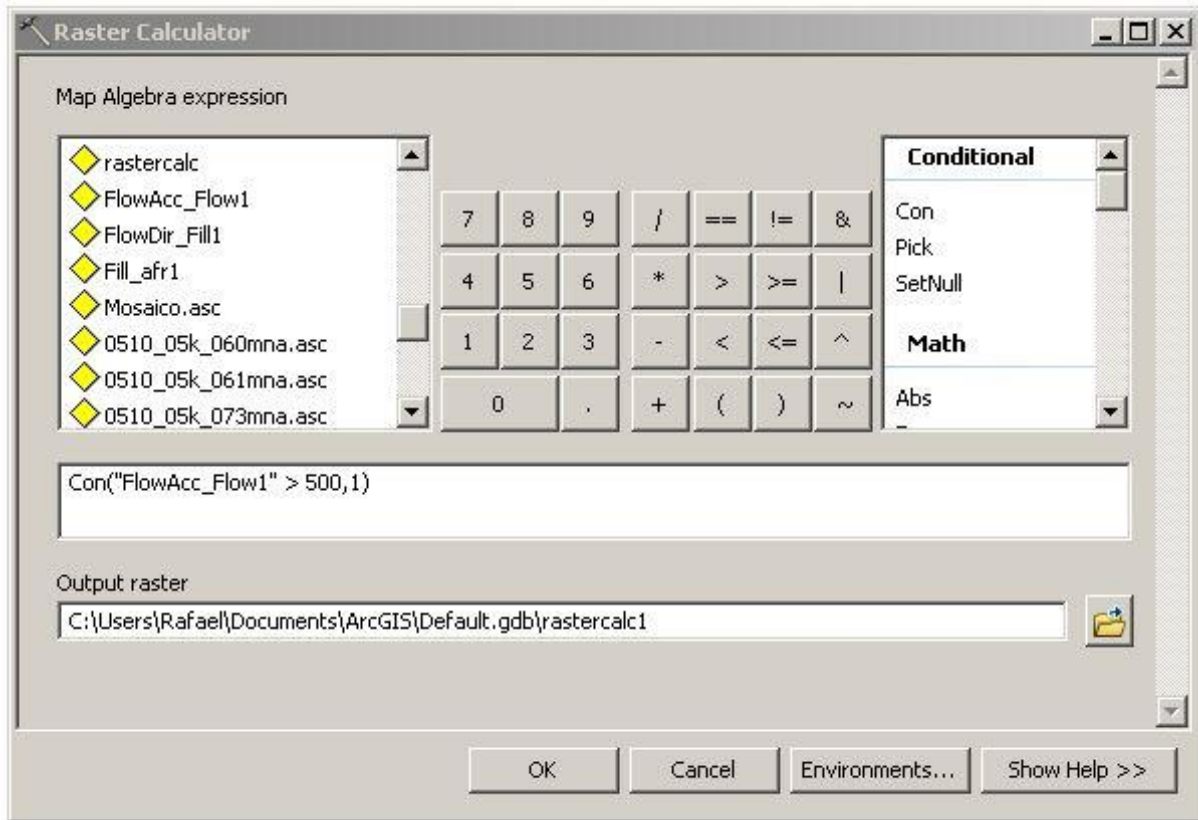 Raster Calculator
Map Algebra expression
rastercalc
FlowAcc_Flow1
FlowDir_Fill1
Fill_afr1
Mosaico.asc
0510_05k_060mna.asc
0510_05k_061mna.asc
0510_05k_073mna.asc
7 8 9 / == != &
4 5 6 * > >= |
1 2 3 - < <= ^
0 . + ( ) ~
Conditional
Con
Pick
SetNull
Math
Abs
Con("FlowAcc_Flow1" > 500,1)
Output raster
C:\Users\Rafael\Documents\ArcGIS\Default.gdb\rastercalc1
OK Cancel Environments... Show Help >>